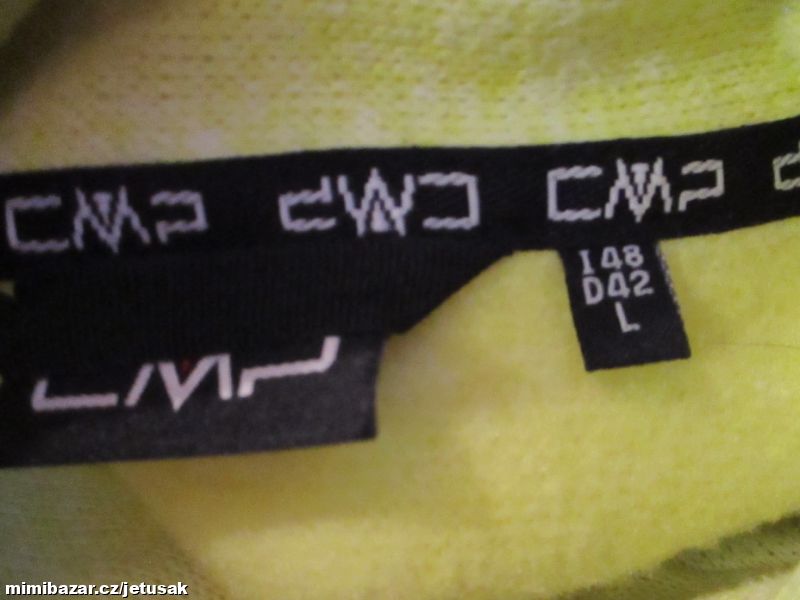 CMP CMP CMP
I48
D42
L
CMP
mimibazar.cz/jetusak